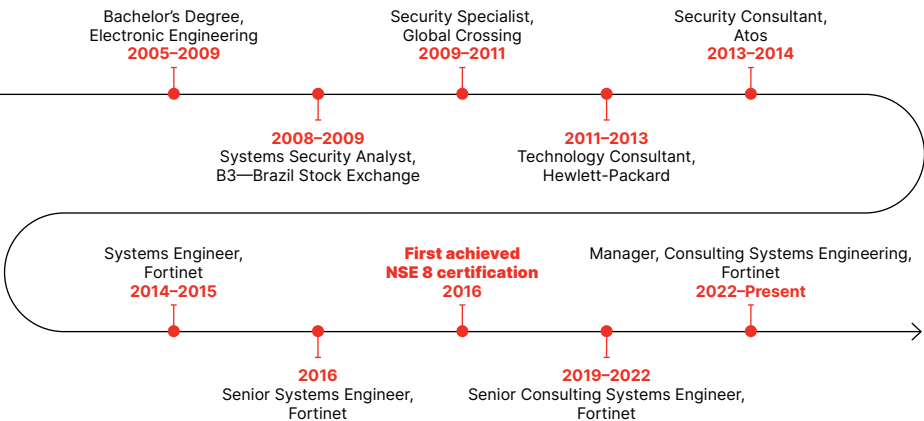 Bachelor’s Degree,
Electronic Engineering
2005–2009
2008–2009
Systems Security Analyst,
B3—Brazil Stock Exchange
Security Specialist,
Global Crossing
2009–2011
2011–2013
Technology Consultant,
Hewlett-Packard
Security Consultant,
Atos
2013–2014
Systems Engineer,
Fortinet
2014–2015
2016
Senior Systems Engineer,
Fortinet
First achieved
NSE 8 certification
2016
2019–2022
Senior Consulting Systems Engineer,
Fortinet
Manager, Consulting Systems Engineering,
Fortinet
2022–Present